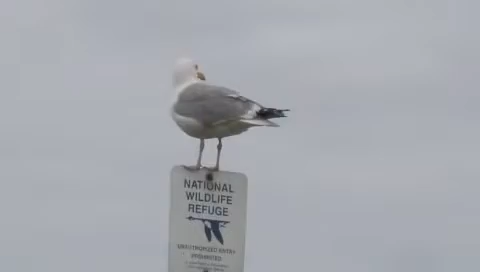 NATIONAL
WILDLIFE
REFUGE
UNAUTHORIZED ENTRY
PROHIBITED